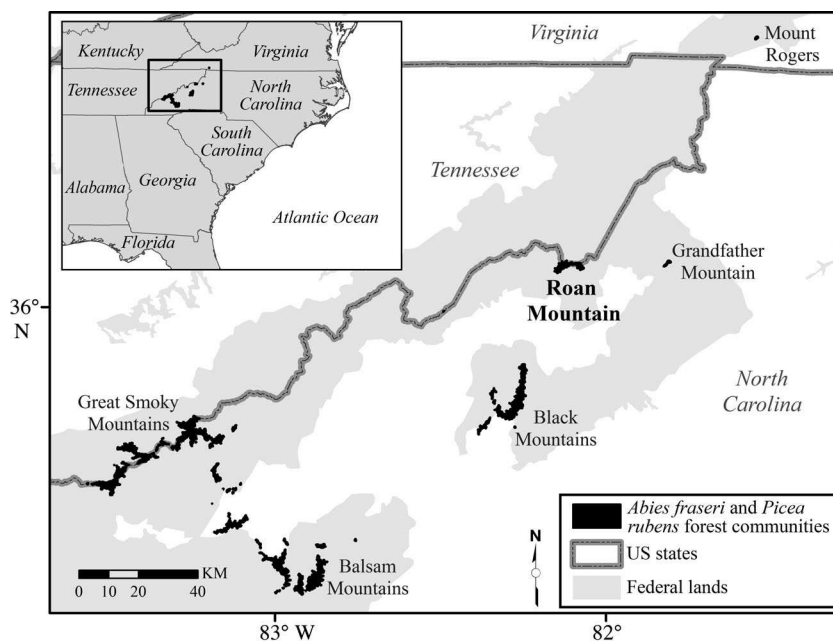 Kentucky
Virginia
Tennessee
North
Carolina
South
Carolina
Alabama
Georgia
Florida
Atlantic Ocean
Virginia
Mount
Rogers
Tennessee
Grandfather
Mountain
Roan
Mountain
36°
N
North
Carolina
Great Smoky
Mountains
Black
Mountains
Balsam
Mountains
KM
0 10 20 40
N
Abies fraseri and Picea
rubens forest communities
US states
Federal lands
83° W
82°